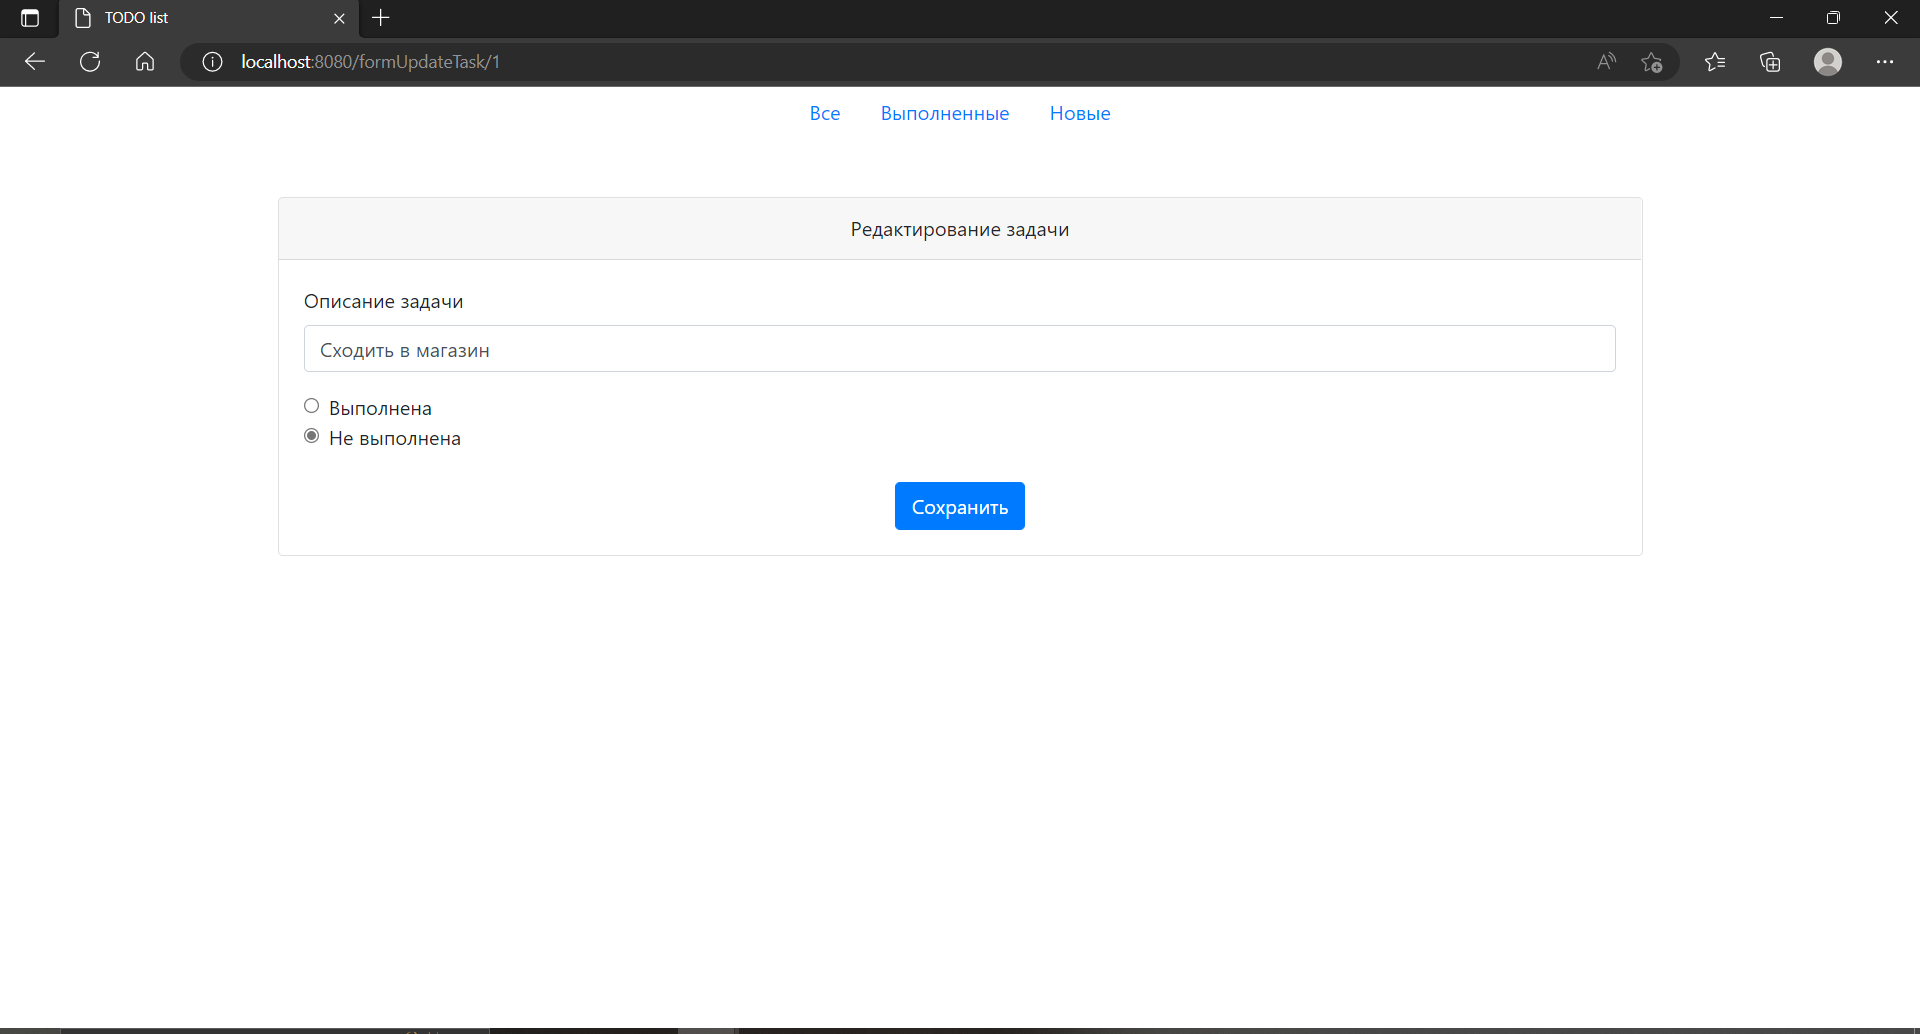 TODO list
localhost:8080/formUpdateTask/1
Все Выполненные Новые
Редактирование задачи
Описание задачи
Сходить в магазин
Выполнена
Не выполнена
Сохранить